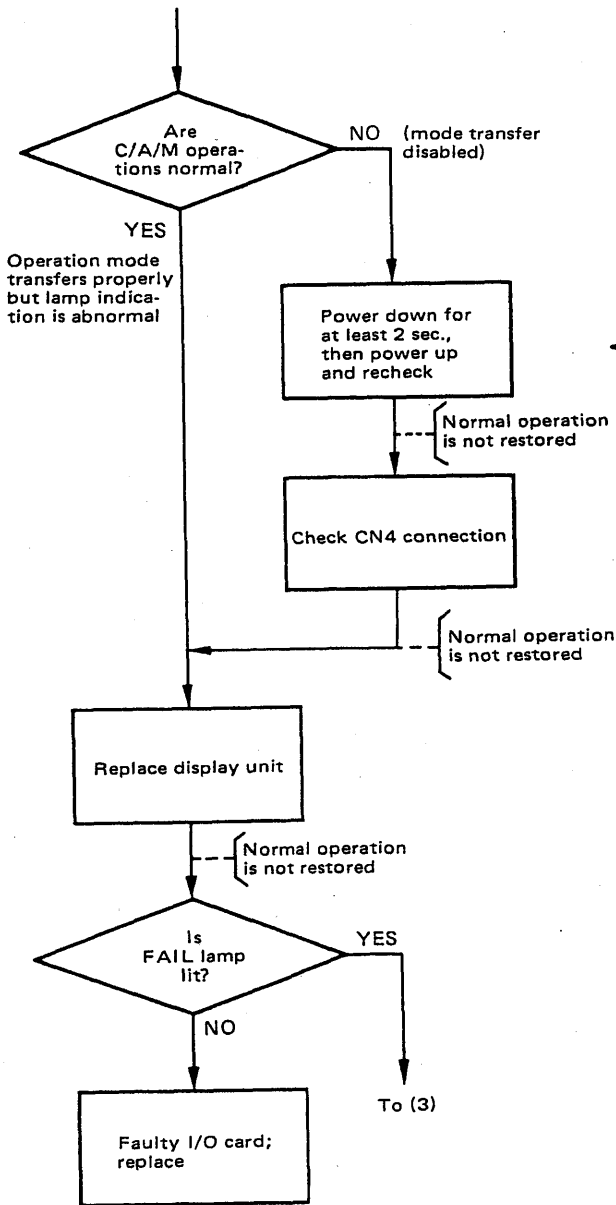 Are
C/A/M opera-
tions normal?
NO (mode transfer
disabled)
YES
Operation mode
transfers properly
but lamp indica-
tion is abnormal
Power down for
at least 2 sec.,
then power up
and recheck
Normal operation
is not restored
Check CN4 connection
Normal operation
is not restored
Replace display unit
Normal operation
is not restored
Is
FAIL lamp
lit?
YES
NO
To (3)
Faulty I/O card;
replace